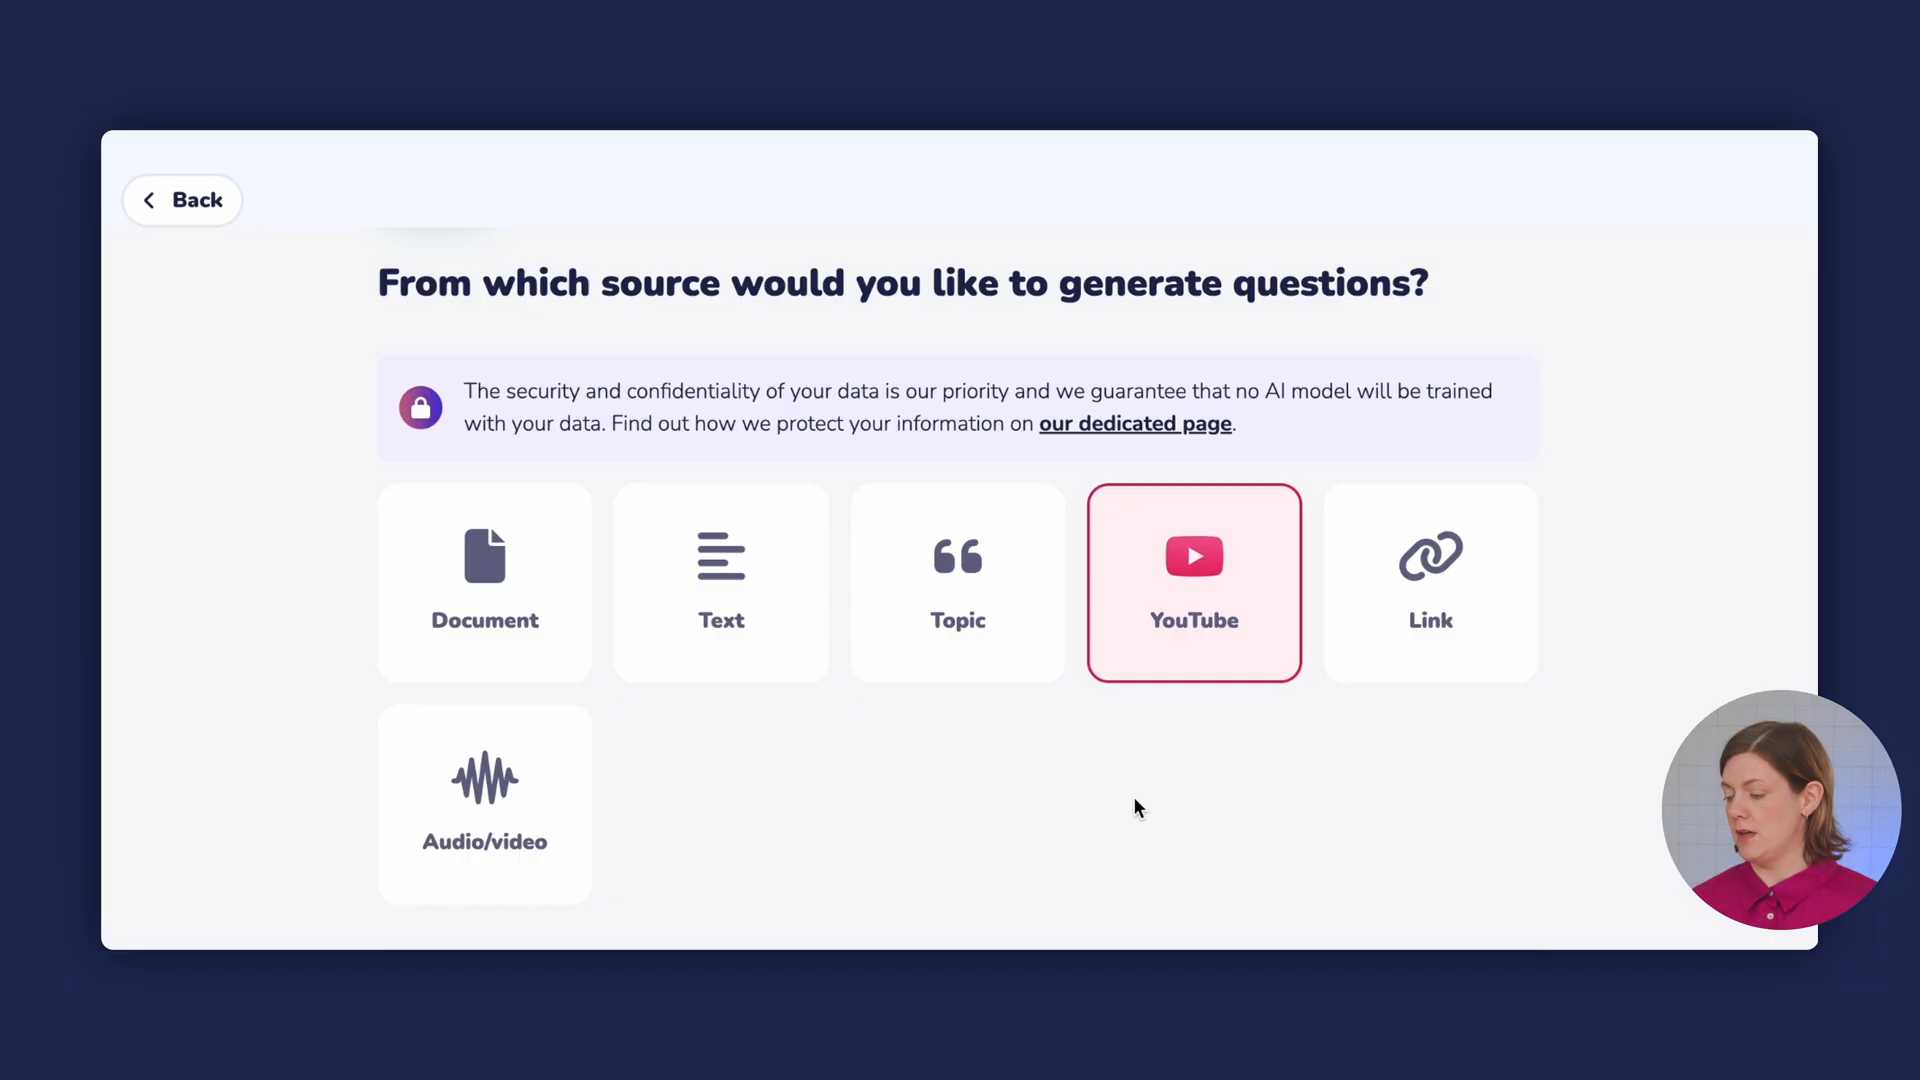 Back
From which source would you like to generate questions?
The security and confidentiality of your data is our priority and we guarantee that no AI model will be trained
with your data. Find out how we protect your information on our dedicated page.
Document
Text
Topic
YouTube
Link
Audio/video